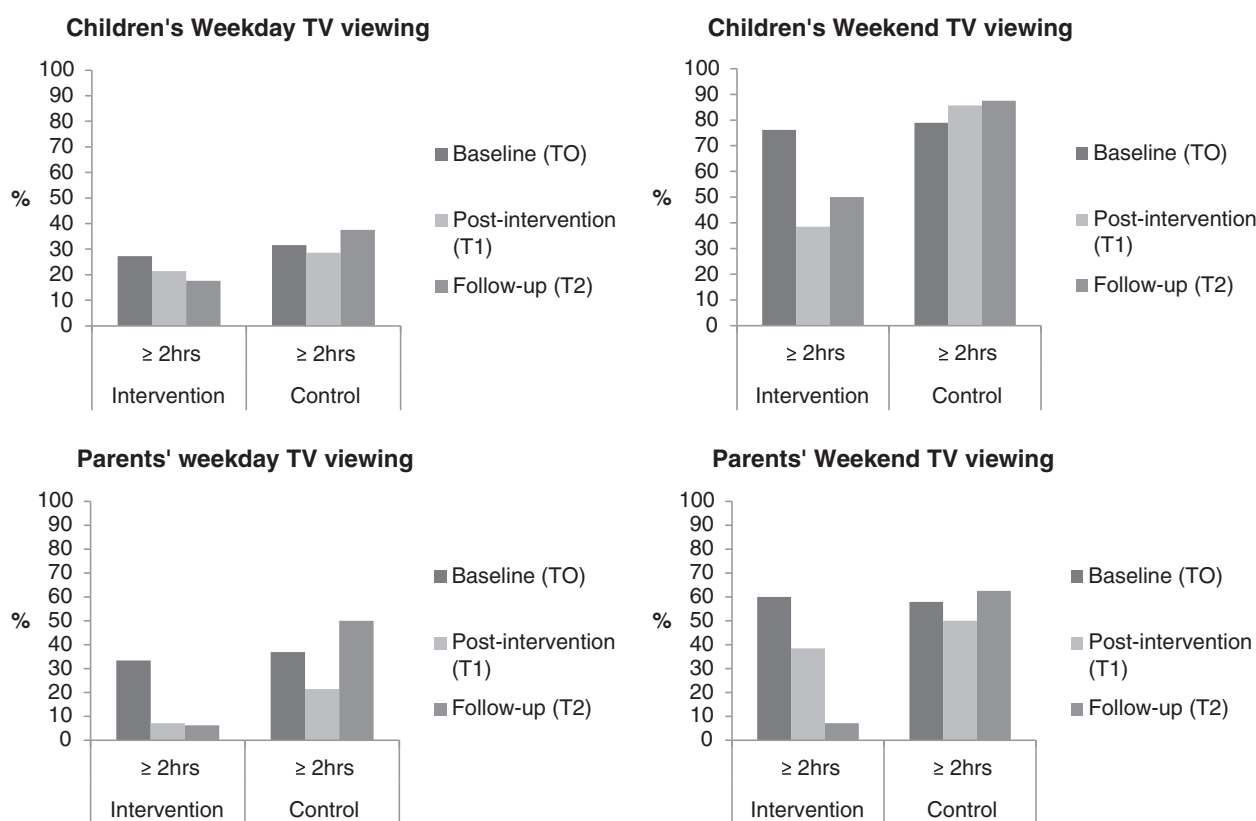 Children's Weekday TV viewing
100
90
80
70
60
50
40
30
20
10
0
%
≥ 2hrs
≥ 2hrs
Intervention
Control
Baseline (TO)
Post-intervention
(T1)
Follow-up (T2)
Children's Weekend TV viewing
100
90
80
70
60
50
40
30
20
10
0
%
≥ 2hrs
≥ 2hrs
Intervention
Control
Baseline (TO)
Post-intervention
(T1)
Follow-up (T2)
Parents' weekday TV viewing
100
90
80
70
60
50
40
30
20
10
0
%
≥ 2hrs
≥ 2hrs
Intervention
Control
Baseline (TO)
Post-intervention
(T1)
Follow-up (T2)
Parents' Weekend TV viewing
100
90
80
70
60
50
40
30
20
10
0
%
≥ 2hrs
≥ 2hrs
Intervention
Control
Baseline (TO)
Post-intervention
(T1)
Follow-up (T2)